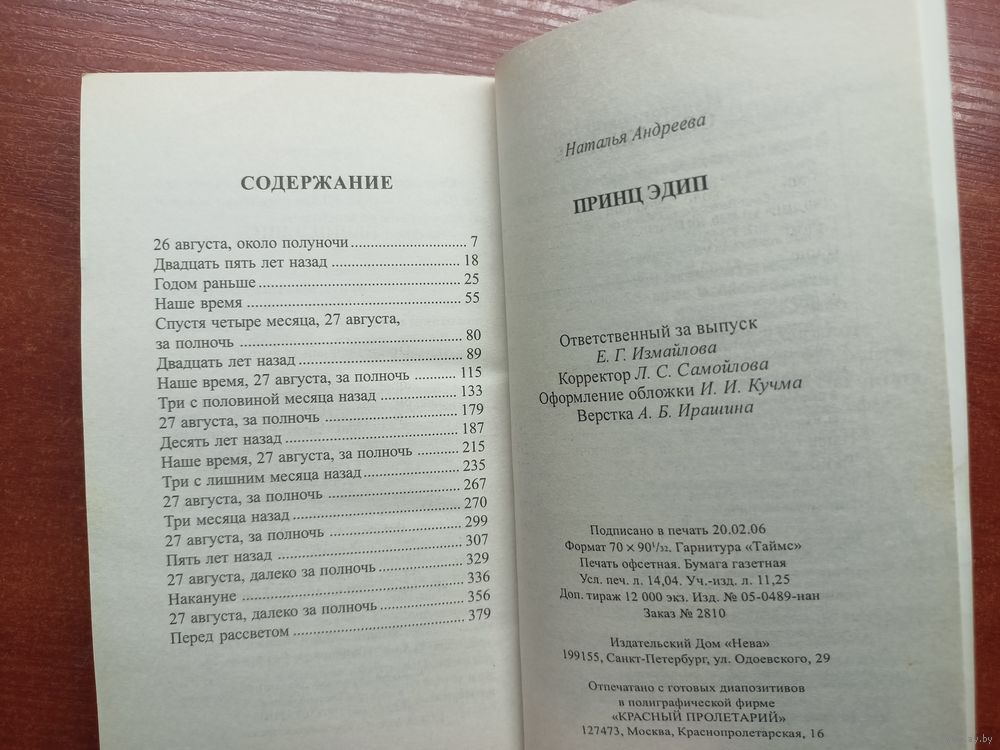 СОДЕРЖАНИЕ
26 августа, около полуночи ........................ 7
Двадцать пять лет назад ........................ 18
Годом раньше ........................ 25
Наше время ........................ 55
Спустя четыре месяца, 27 августа,
за полночь ........................ 80
Двадцать лет назад ........................ 89
Наше время, 27 августа, за полночь ........................ 115
Три с половиной месяца назад ........................ 133
27 августа, за полночь ........................ 179
Десять лет назад ........................ 187
Наше время, 27 августа, за полночь ........................ 215
Три с лишним месяца назад ........................ 235
27 августа, за полночь ........................ 267
Три месяца назад ........................ 270
27 августа, за полночь ........................ 299
Пять лет назад ........................ 307
27 августа, далеко за полночь ........................ 329
Накануне ........................ 336
27 августа, далеко за полночь ........................ 356
Перед рассветом ........................ 379
Наталья Андреева
ПРИНЦ ЭДИП
Ответственный за выпуск
Е. Г. Измайлова
Корректор Л. С. Самойлова
Оформление обложки И. И. Кучма
Верстка А. Б. Ирашина
Подписано в печать 20.02.06
Формат 70 × 90¹/₃₂. Гарнитура «Таймс»
Печать офсетная. Бумага газетная
Усл. печ. л. 14,04. Уч.-изд. л. 11,25
Доп. тираж 12 000 экз. Изд. № 05-0489-нан
Заказ № 2810
Издательский Дом «Нева»
199155, Санкт-Петербург, ул. Одоевского, 29
Отпечатано с готовых диапозитивов
в полиграфической фирме
«КРАСНЫЙ ПРОЛЕТАРИЙ»
127473, Москва, Краснопролетарская, 16